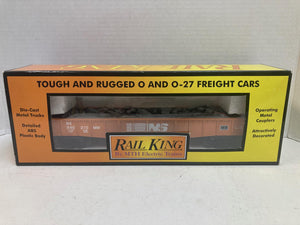 TOUGH AND RUGGED O AND O-27 FREIGHT CARS
Die-Cast
Metal Trucks
Detailed
ABS
Plastic Body
NS
Operating
Metal
Couplers
Attractively
Decorated
RAIL KING
By MTH Electric Trains